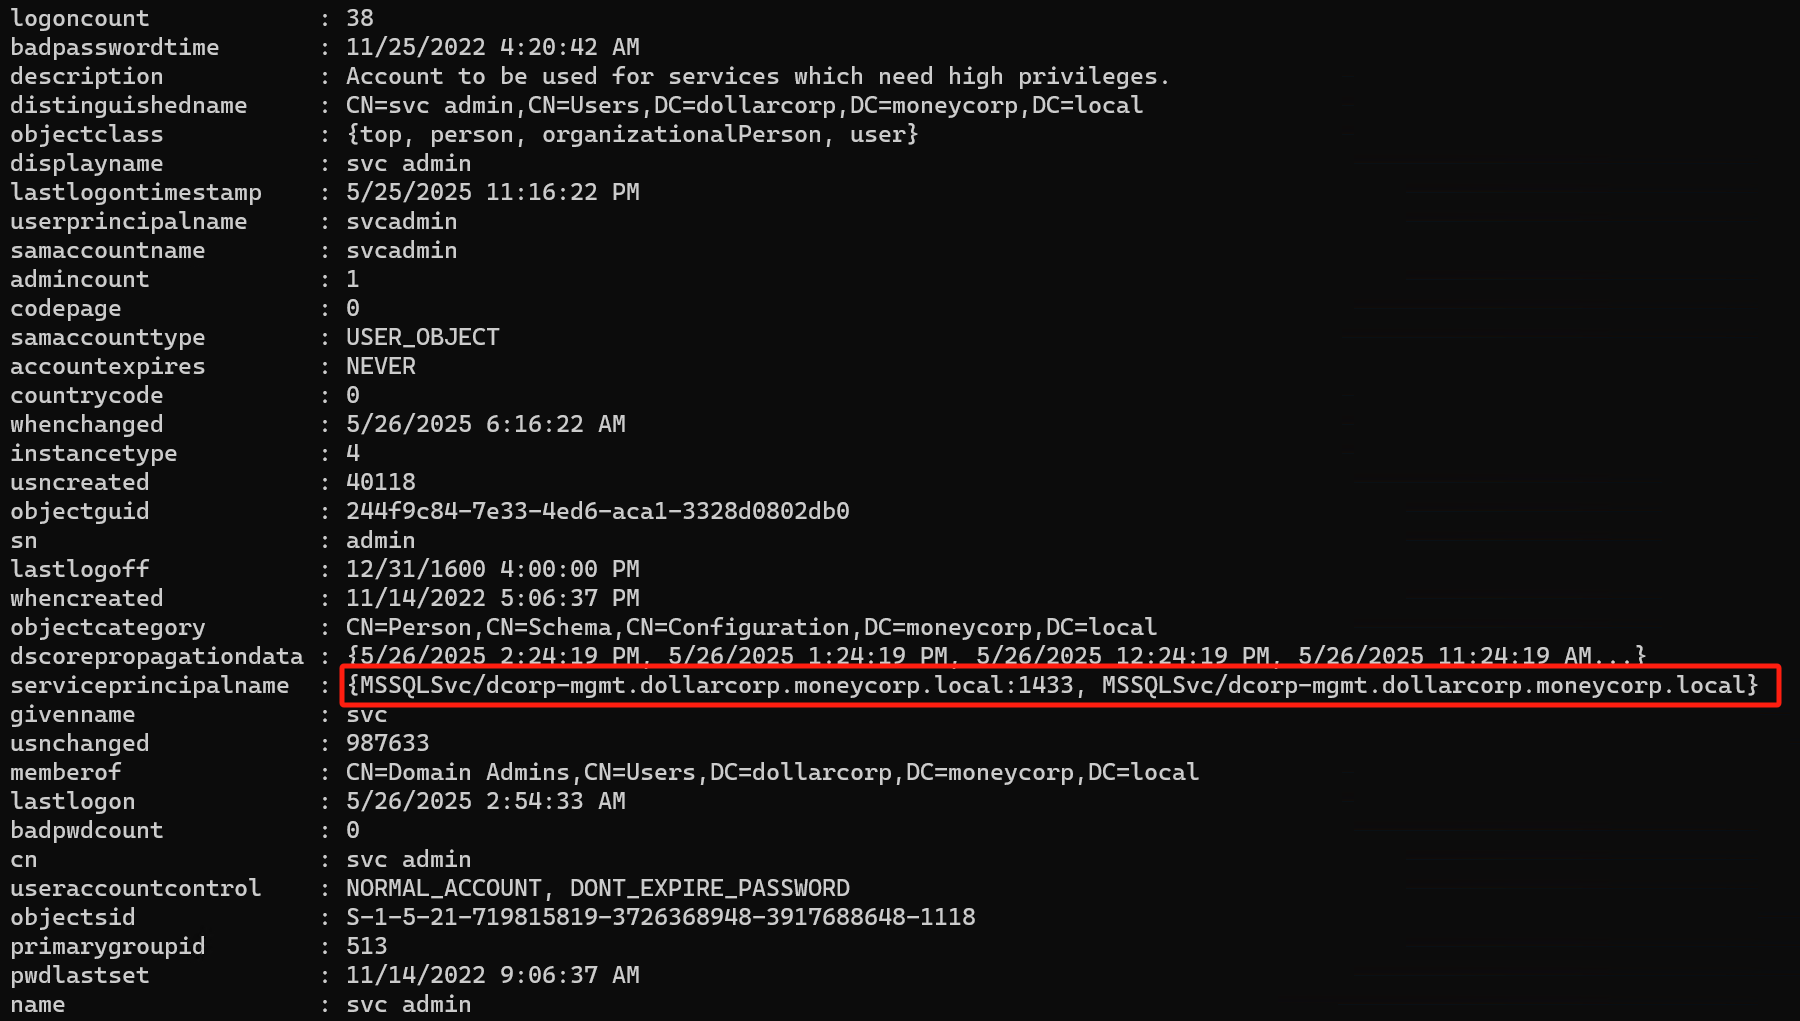 logoncount            : 38
badpasswordtime       : 11/25/2022 4:20:42 AM
description           : Account to be used for services which need high privileges.
distinguishedname     : CN=svc admin,CN=Users,DC=dollarcorp,DC=moneycorp,DC=local
objectclass           : {top, person, organizationalPerson, user}
displayname           : svc admin
lastlogontimestamp    : 5/25/2025 11:16:22 PM
userprincipalname     : svcadmin
samaccountname        : svcadmin
admincount            : 1
codepage              : 0
samaccounttype        : USER_OBJECT
accountexpires        : NEVER
countrycode           : 0
whenchanged           : 5/26/2025 6:16:22 AM
instancetype          : 4
usncreated            : 40118
objectguid            : 244f9c84-7e33-4ed6-aca1-3328d0802db0
sn                    : admin
lastlogoff            : 12/31/1600 4:00:00 PM
whencreated           : 11/14/2022 5:06:37 PM
objectcategory        : CN=Person,CN=Schema,CN=Configuration,DC=moneycorp,DC=local
dscorepropagationdata : {5/26/2025 2:24:19 PM, 5/26/2025 1:24:19 PM, 5/26/2025 12:24:19 PM, 5/26/2025 11:24:19 AM...}
serviceprincipalname  : {MSSQLSvc/dcorp-mgmt.dollarcorp.moneycorp.local:1433, MSSQLSvc/dcorp-mgmt.dollarcorp.moneycorp.local}
givenname             : svc
usnchanged            : 987633
memberof              : CN=Domain Admins,CN=Users,DC=dollarcorp,DC=moneycorp,DC=local
lastlogon             : 5/26/2025 2:54:33 AM
badpwdcount           : 0
cn                    : svc admin
useraccountcontrol    : NORMAL_ACCOUNT, DONT_EXPIRE_PASSWORD
objectsid             : S-1-5-21-719815819-3726368948-3917688648-1118
primarygroupid        : 513
pwdlastset            : 11/14/2022 9:06:37 AM
name                  : svc admin